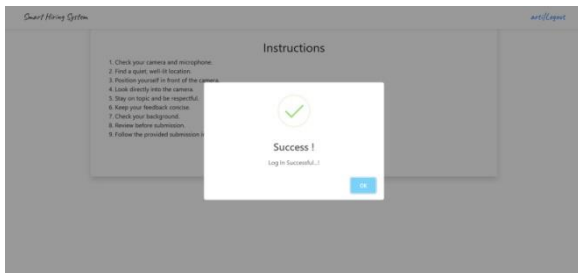 Smart Hiring System
arti/Logout
Instructions
1. Check your camera and microphone.
2. Find a quiet, well-lit location.
3. Position yourself in front of the camera.
4. Look directly into the camera.
5. Stay on topic and be respectful.
6. Keep your feedback concise.
7. Check your background.
8. Review before submission.
9. Follow the provided submission
Success !
Log In Successful..!
OK